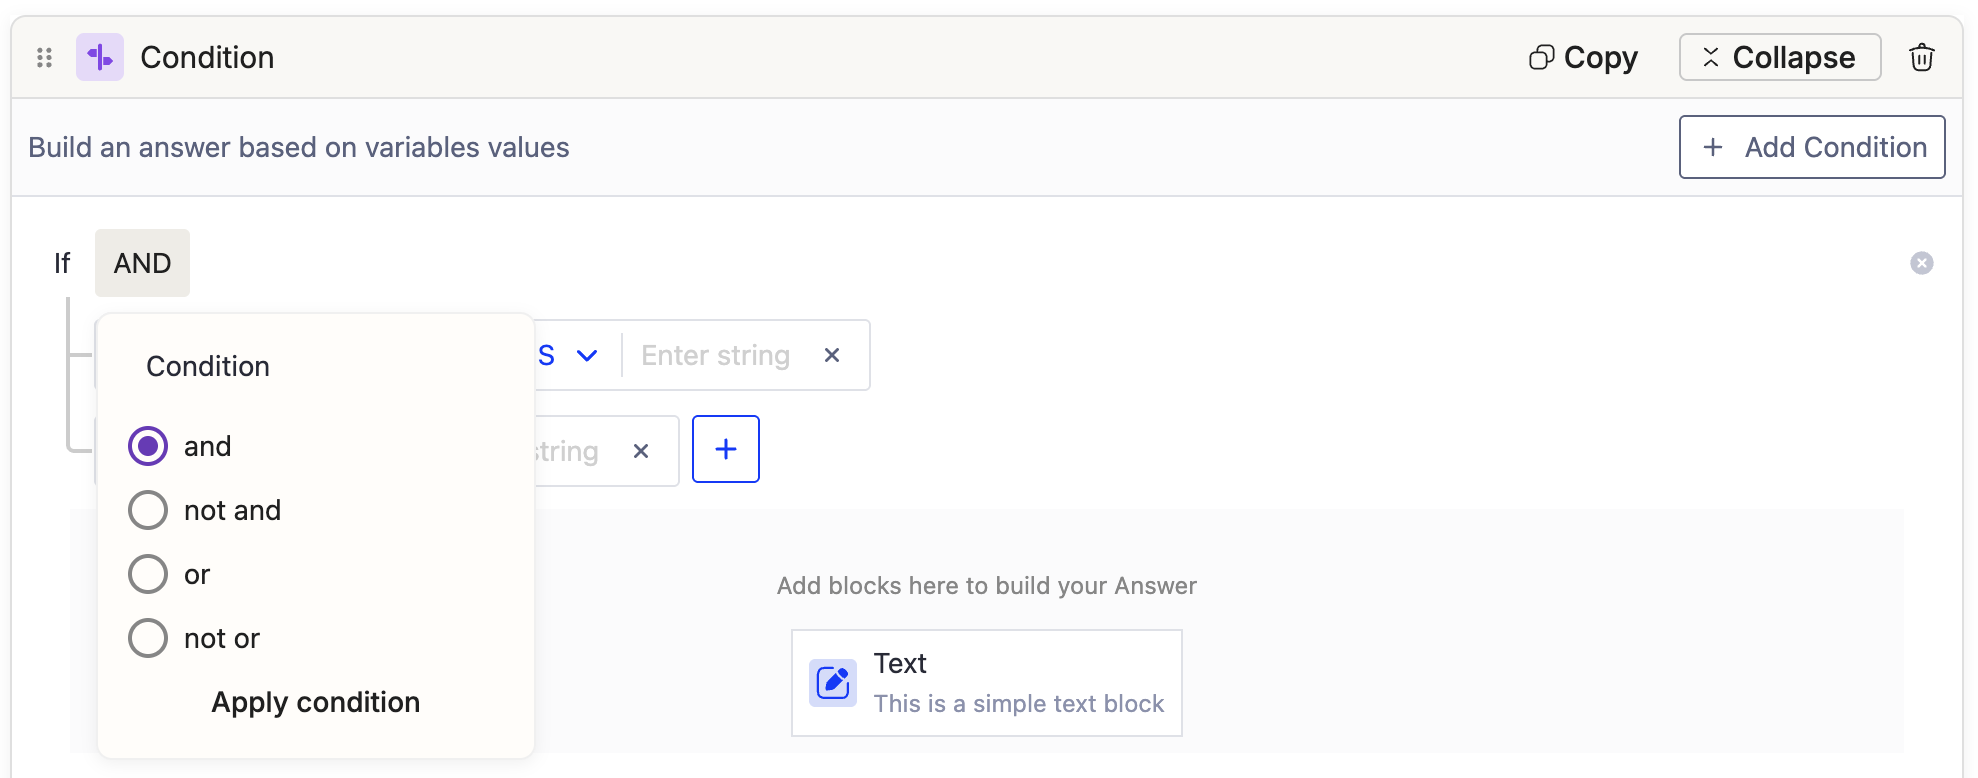 Condition
Copy
Collapse
Build an answer based on variables values
+ Add Condition
If AND
S
Enter string
string
+
Condition
and
not and
or
not or
Apply condition
Add blocks here to build your Answer
Text
This is a simple text block